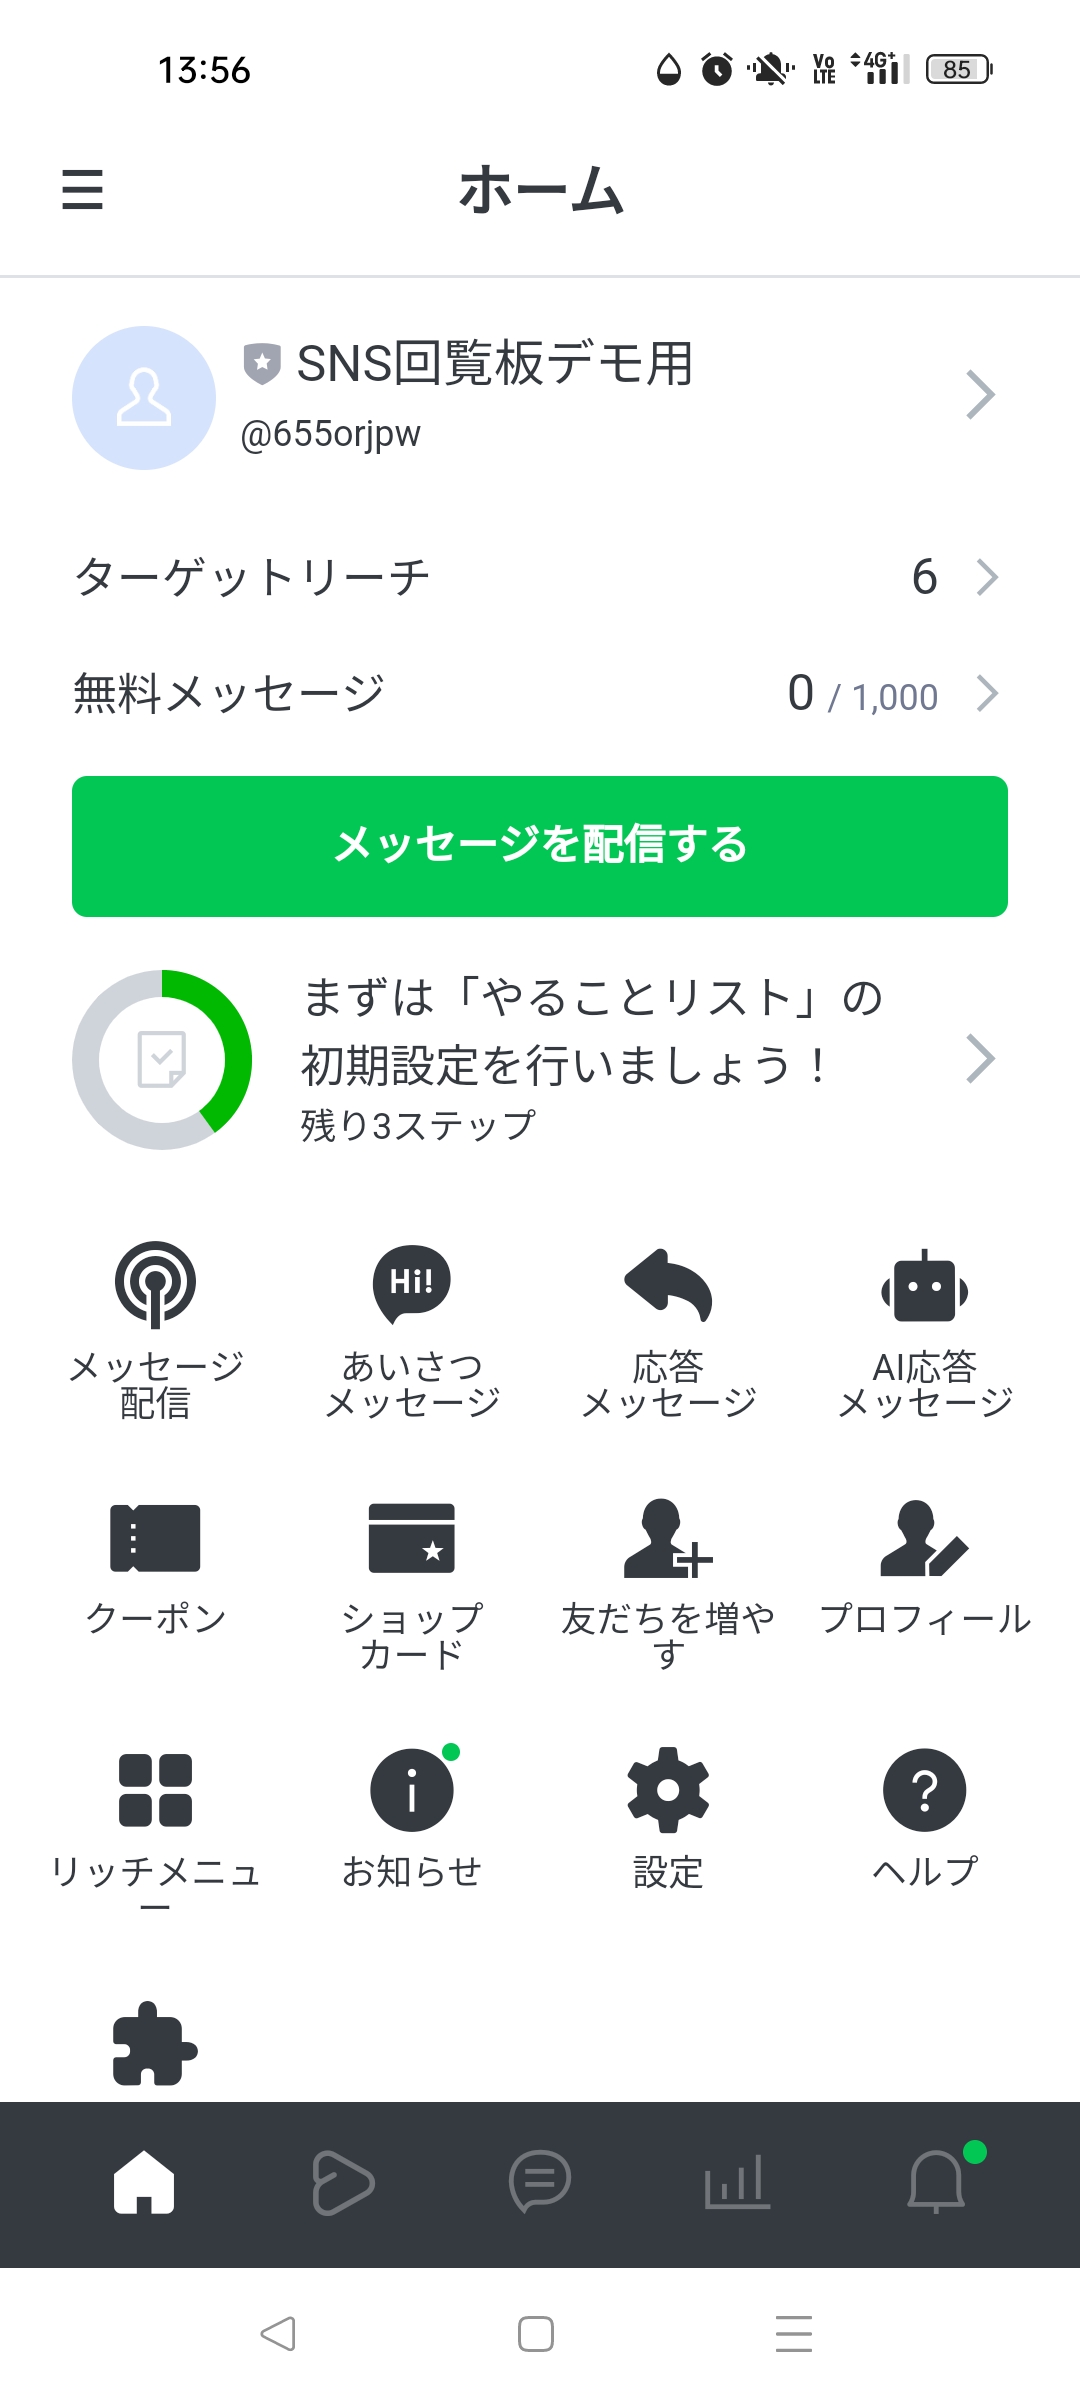 13:56
Vo
LTE
4G+
85
ホーム
SNS回覧板デモ用
@655orjpw
ターゲットリーチ
6
無料メッセージ
0 / 1,000
メッセージを配信する
まずは「やることリスト」の
初期設定を行いましょう！
残り3ステップ
Hi!
メッセージ
配信
あいさつ
メッセージ
応答
メッセージ
AI応答
メッセージ
クーポン
ショップ
カード
友だちを増や
す
プロフィール
リッチメニュ
ー
お知らせ
設定
ヘルプ